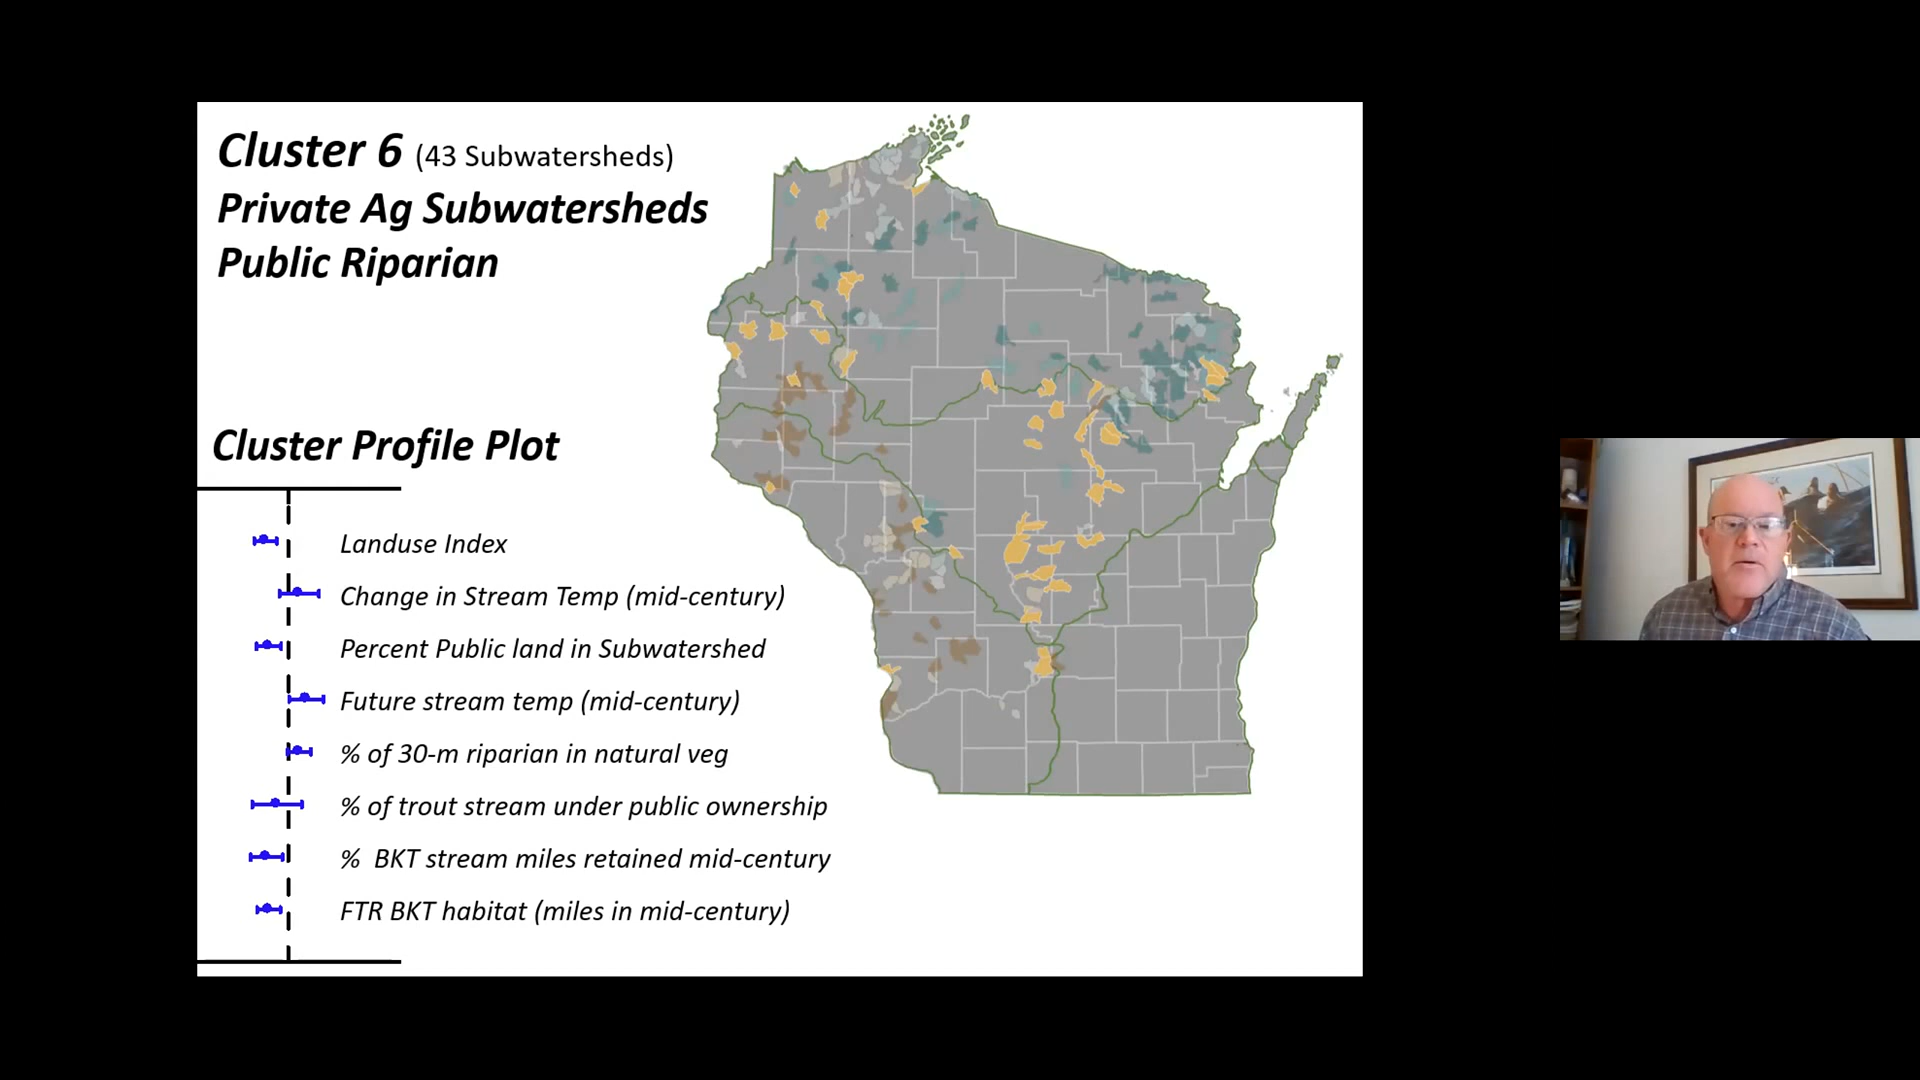 Cluster 6 (43 Subwatersheds)
Private Ag Subwatersheds
Public Riparian
Cluster Profile Plot
Landuse Index
Change in Stream Temp (mid-century)
Percent Public land in Subwatershed
Future stream temp (mid-century)
% of 30-m riparian in natural veg
% of trout stream under public ownership
% BKT stream miles retained mid-century
FTR BKT habitat (miles in mid-century)